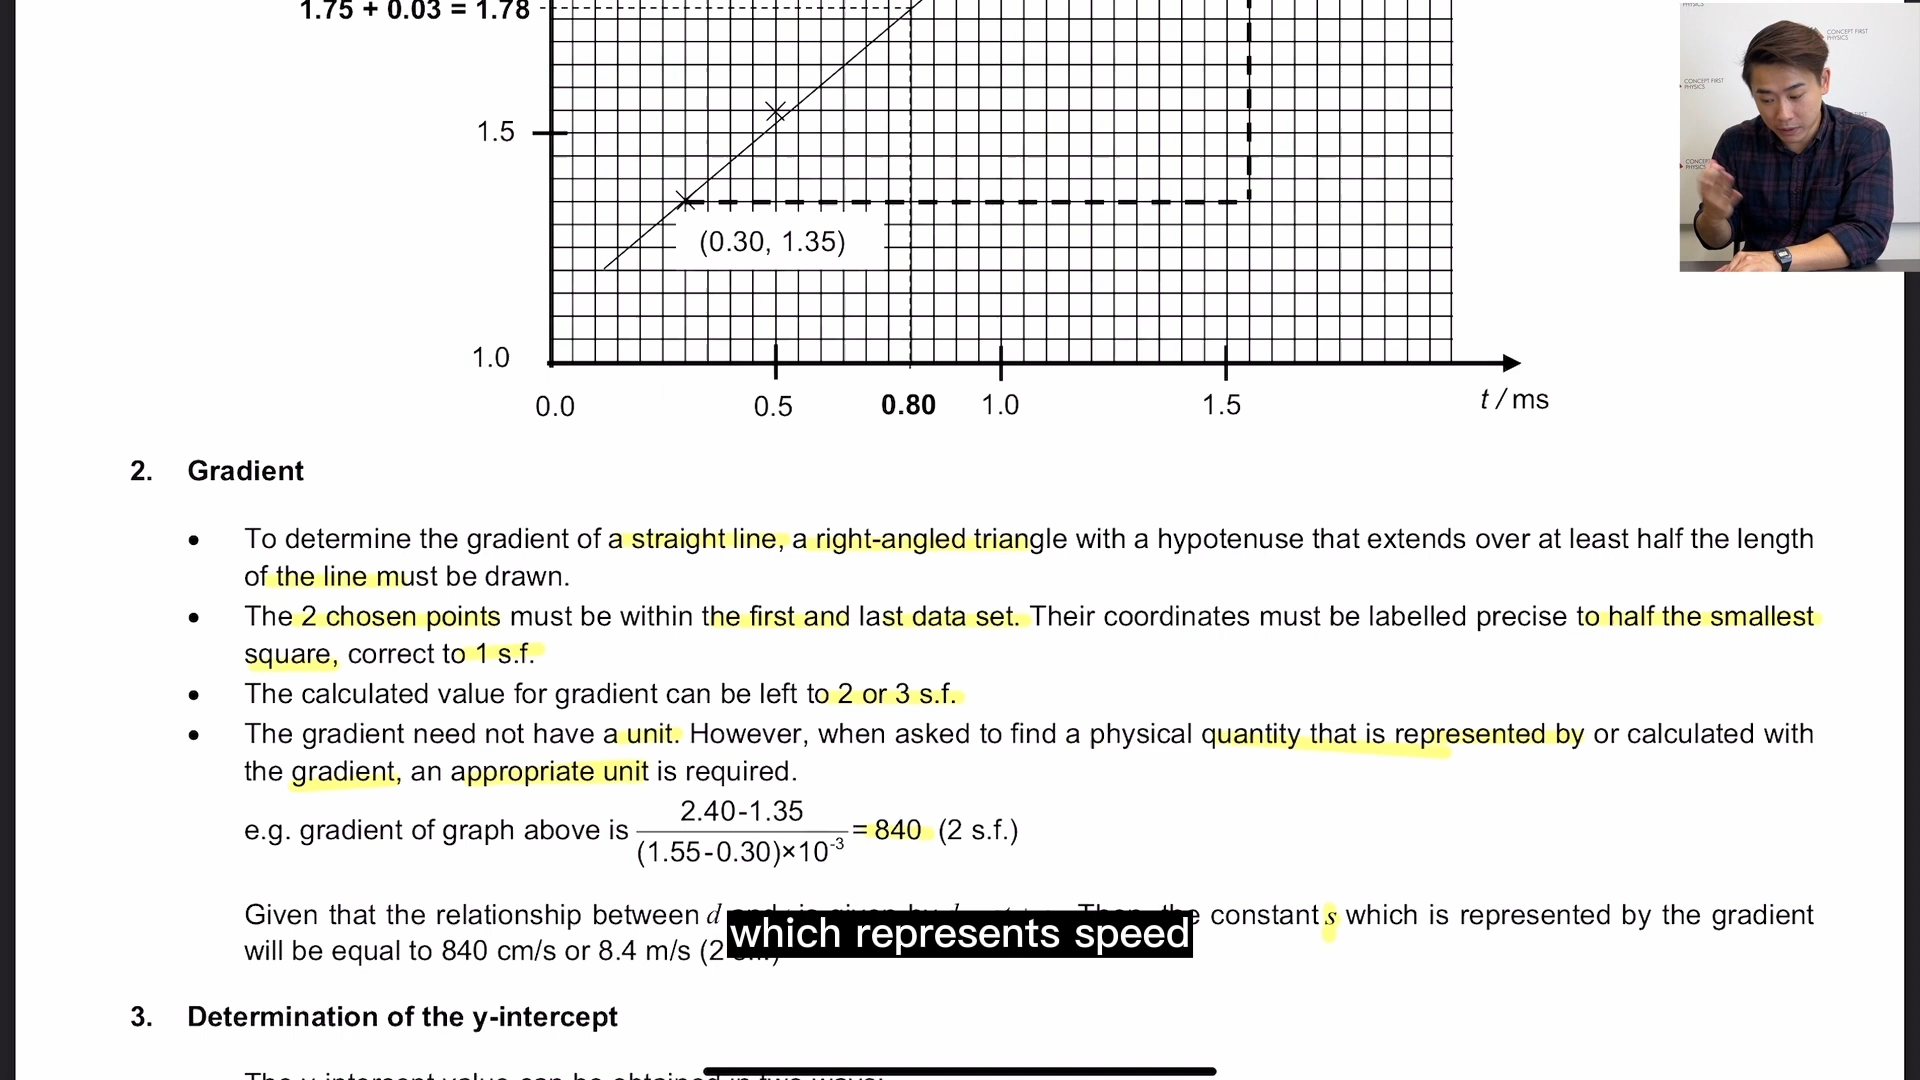 1.75 + 0.03 = 1.78
1.5
(0.30, 1.35)
1.0
0.0 0.5 0.80 1.0 1.5 t / ms
CONCEPT FIRST
PHYSICS
CONCEPT FIRST
PHYSICS
2. Gradient
• To determine the gradient of a straight line, a right-angled triangle with a hypotenuse that extends over at least half the length
of the line must be drawn.
• The 2 chosen points must be within the first and last data set. Their coordinates must be labelled precise to half the smallest
square, correct to 1 s.f.
• The calculated value for gradient can be left to 2 or 3 s.f.
• The gradient need not have a unit. However, when asked to find a physical quantity that is represented by or calculated with
the gradient, an appropriate unit is required.
2.40-1.35
e.g. gradient of graph above is = 840 (2 s.f.)
(1.55-0.30)×10⁻³
Given that the relationship between d constant s which is represented by the gradient
which represents speed
will be equal to 840 cm/s or 8.4 m/s (2
3. Determination of the y-intercept